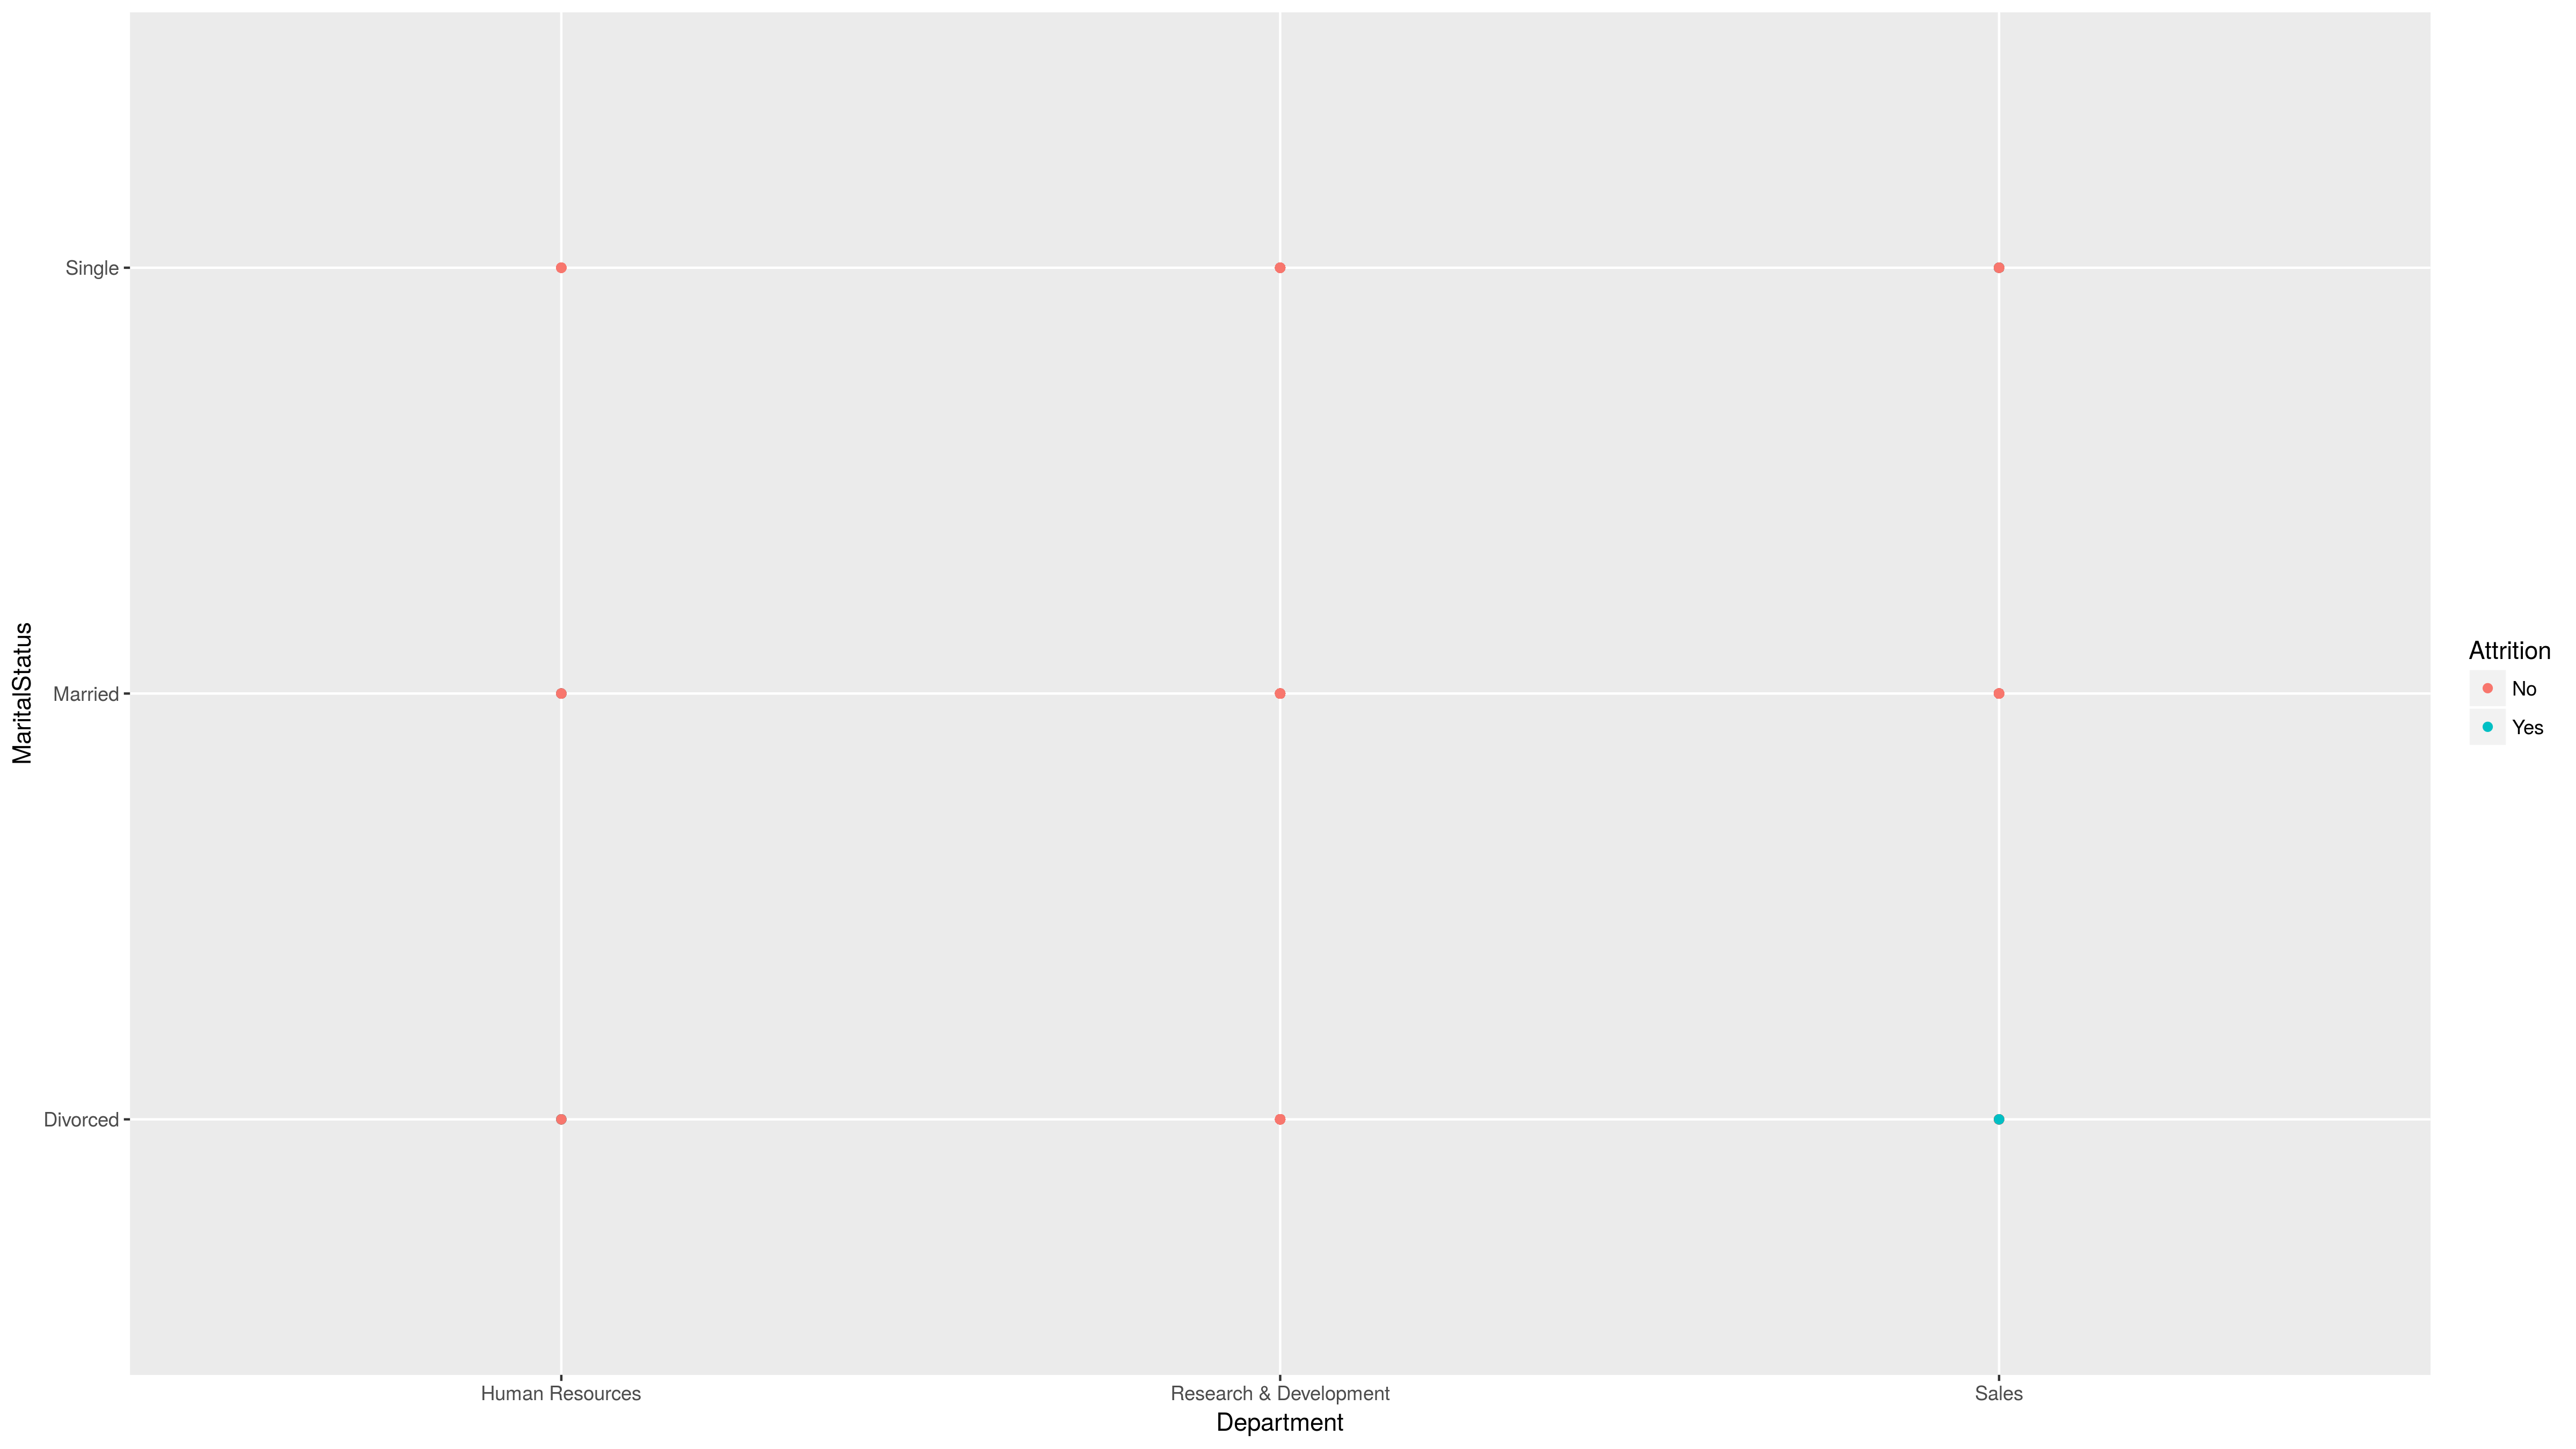 Single
Married
Divorced
MaritalStatus
Human Resources
Research & Development
Sales
Department
Attrition
No
Yes